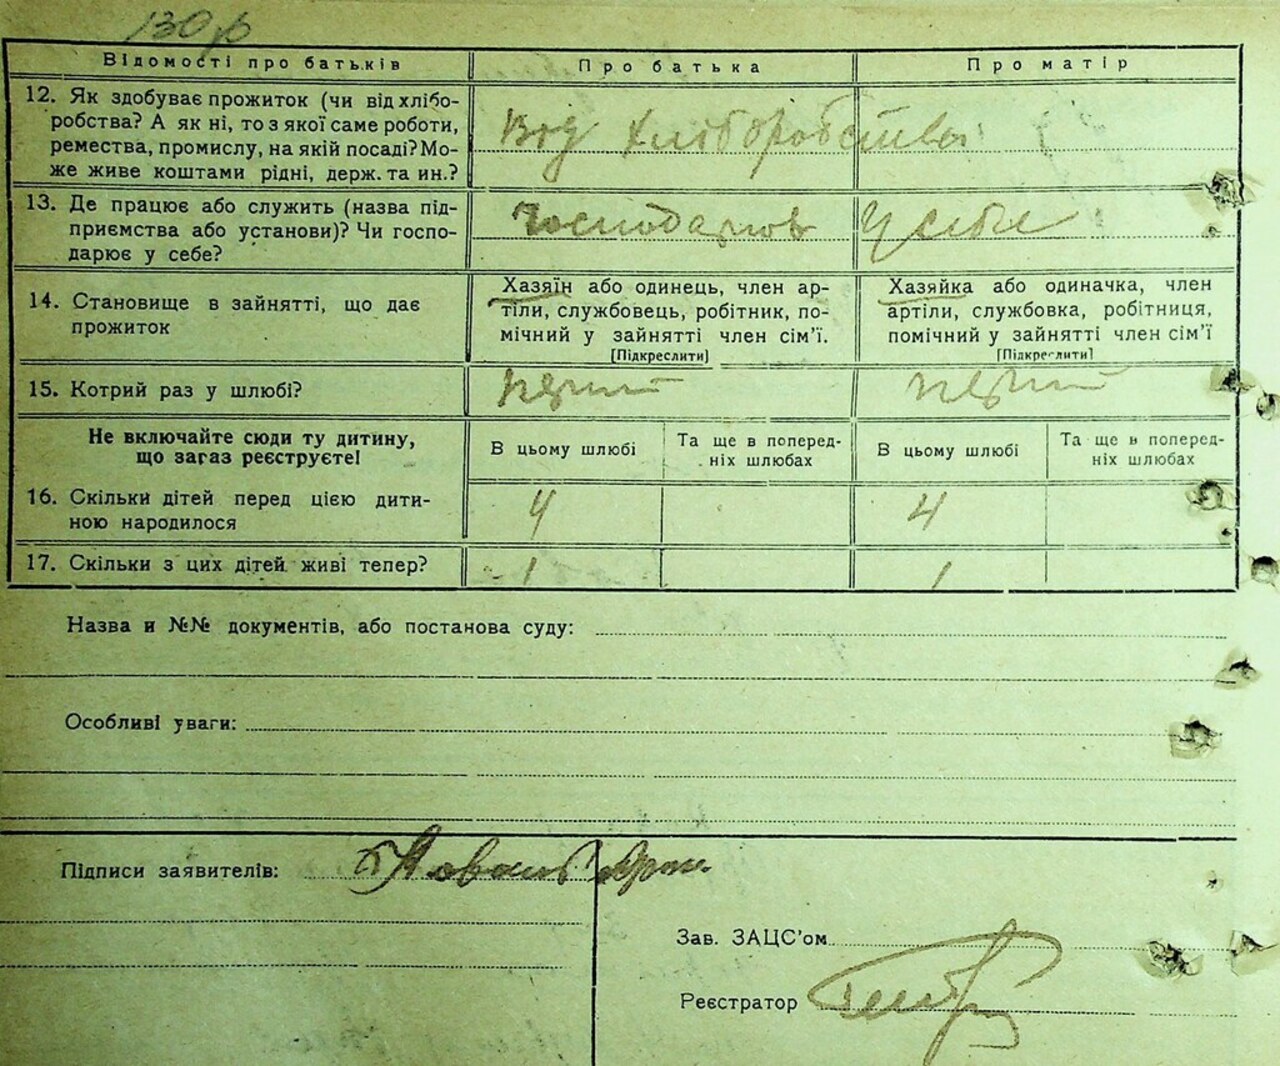 Відомості про батьків
Про батька
Про матір
12. Як здобуває прожиток (чи від хлібо-
робства? А як ні, то з якої саме роботи,
ремества, промислу, на якій посаді? Мо-
же живе коштами рідні, держ. та ин.?
Від хліборобства
13. Де працює або служить (назва під-
приємства або установи)? Чи госпо-
дарює у себе?
у себе
14. Становище в зайнятті, що дає
прожиток
Хазяїн або одинець, член ар-
тіли, службовець, робітник, по-
мічний у зайнятті член сім’ї.
[Підкреслити]
Хазяйка або одиначка, член
артіли, службовка, робітниця,
помічний у зайнятті член сім’ї
[Підкреслити]
15. Котрий раз у шлюбі?
Не включайте сюди ту дитину,
що загаз реєструєте!
В цьому шлюбі
Та ще в поперед-
ніх шлюбах
В цьому шлюбі
Та ще в поперед-
ніх шлюбах
16. Скільки дітей перед цією дити-
ною народилося
4
4
17. Скільки з цих дітей живі тепер?
1
1
Назва и №№ документів, або постанова суду:
Особливі уваги:
Підписи заявителів:
Зав. ЗАЦС’ом
Реєстратор